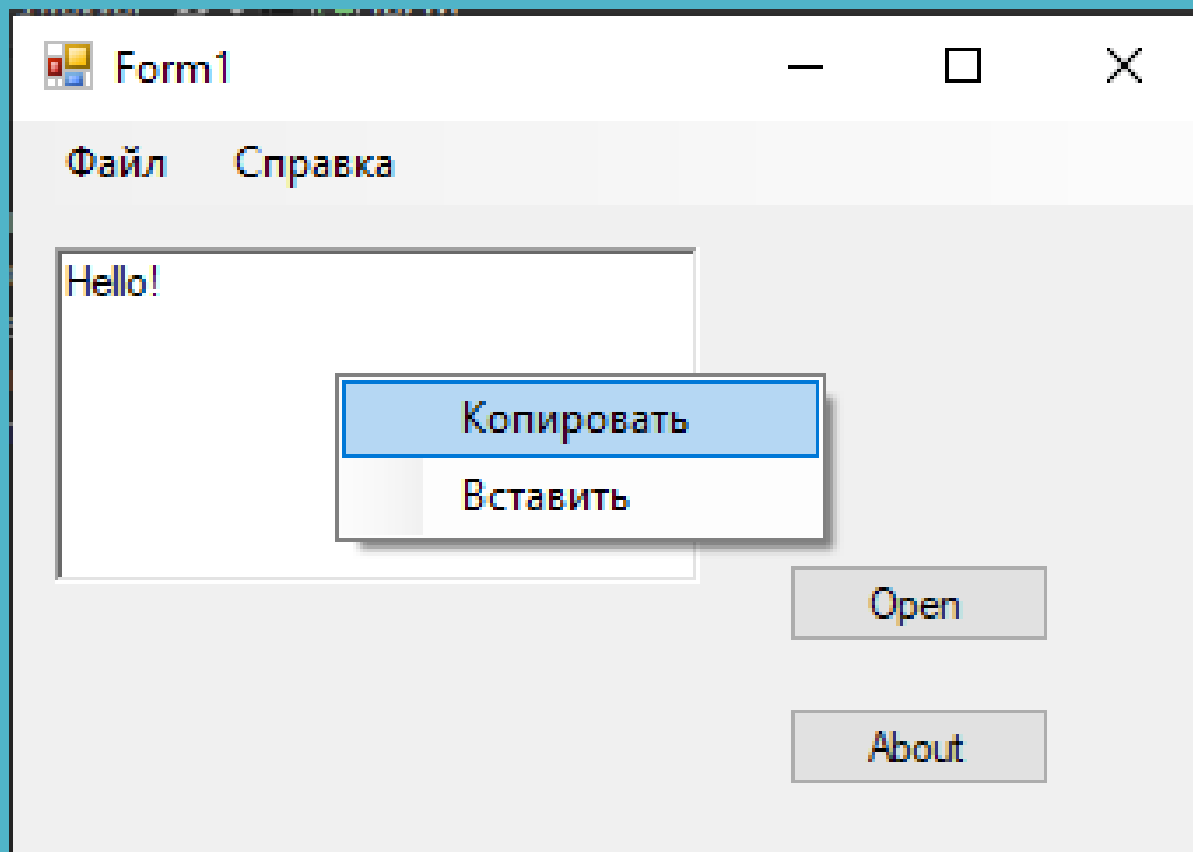 Form1
Файл Справка
Hello!
Копировать
Вставить
Open
About